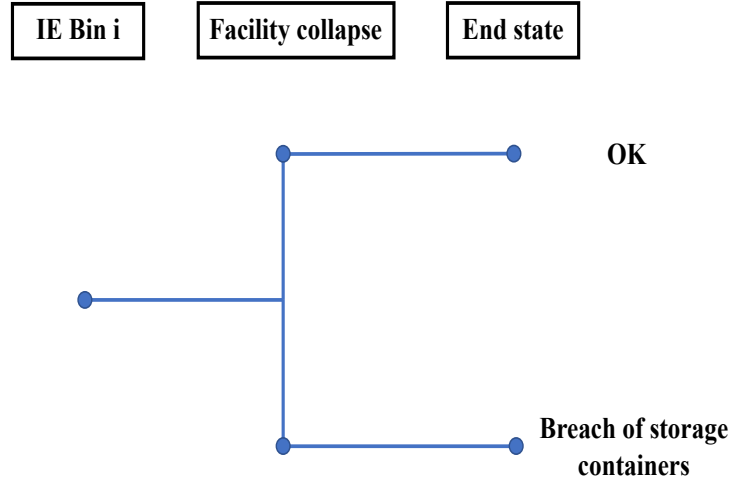 IE Bin i
Facility collapse
End state
OK
Breach of storage
containers